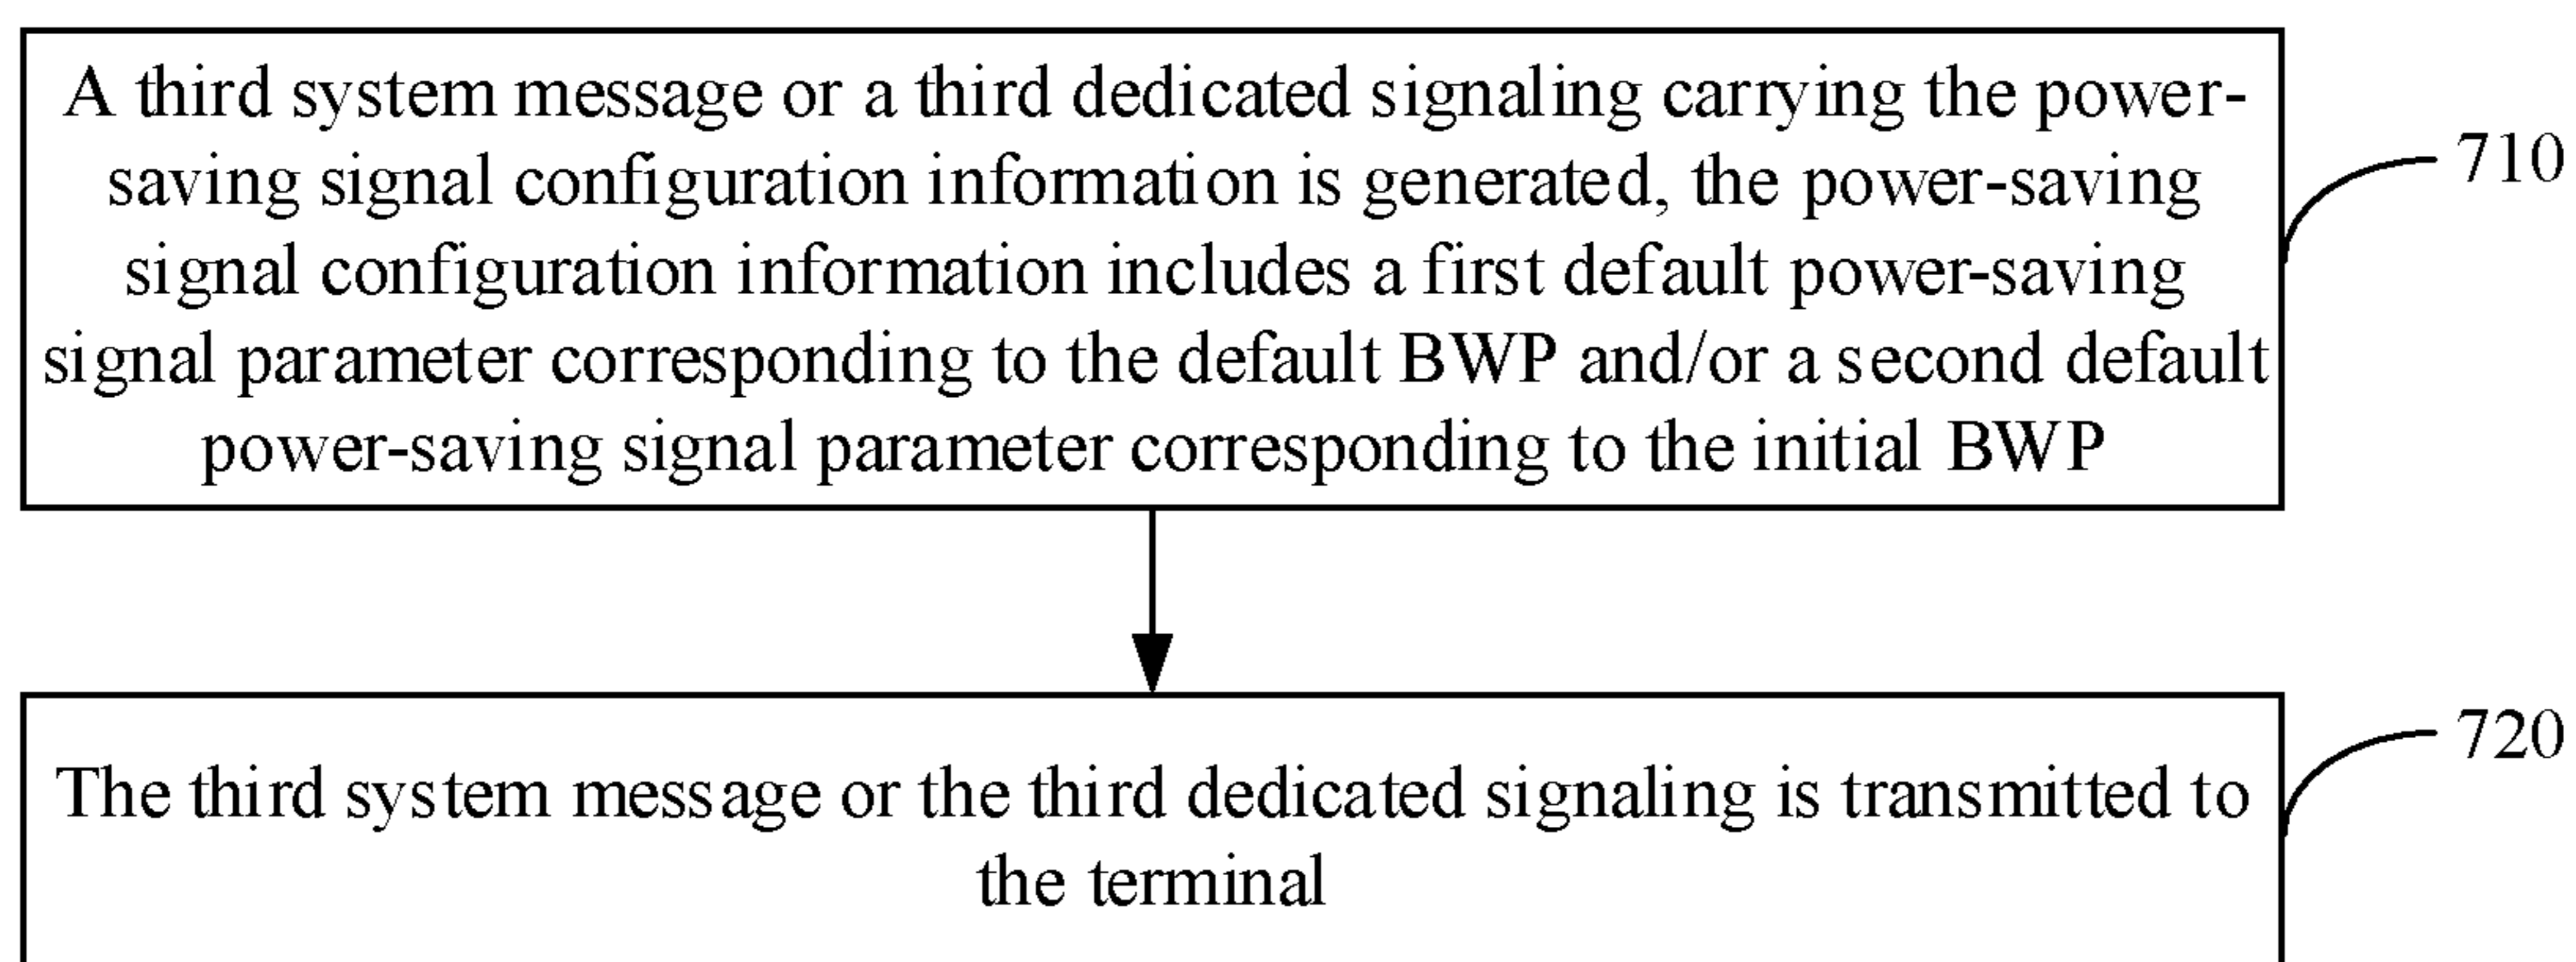 A third system message or a third dedicated signaling carrying the power-
saving signal configuration information is generated, the power-saving
signal configuration information includes a first default power-saving
signal parameter corresponding to the default BWP and/or a second default
power-saving signal parameter corresponding to the initial BWP
710
The third system message or the third dedicated signaling is transmitted to
the terminal
720